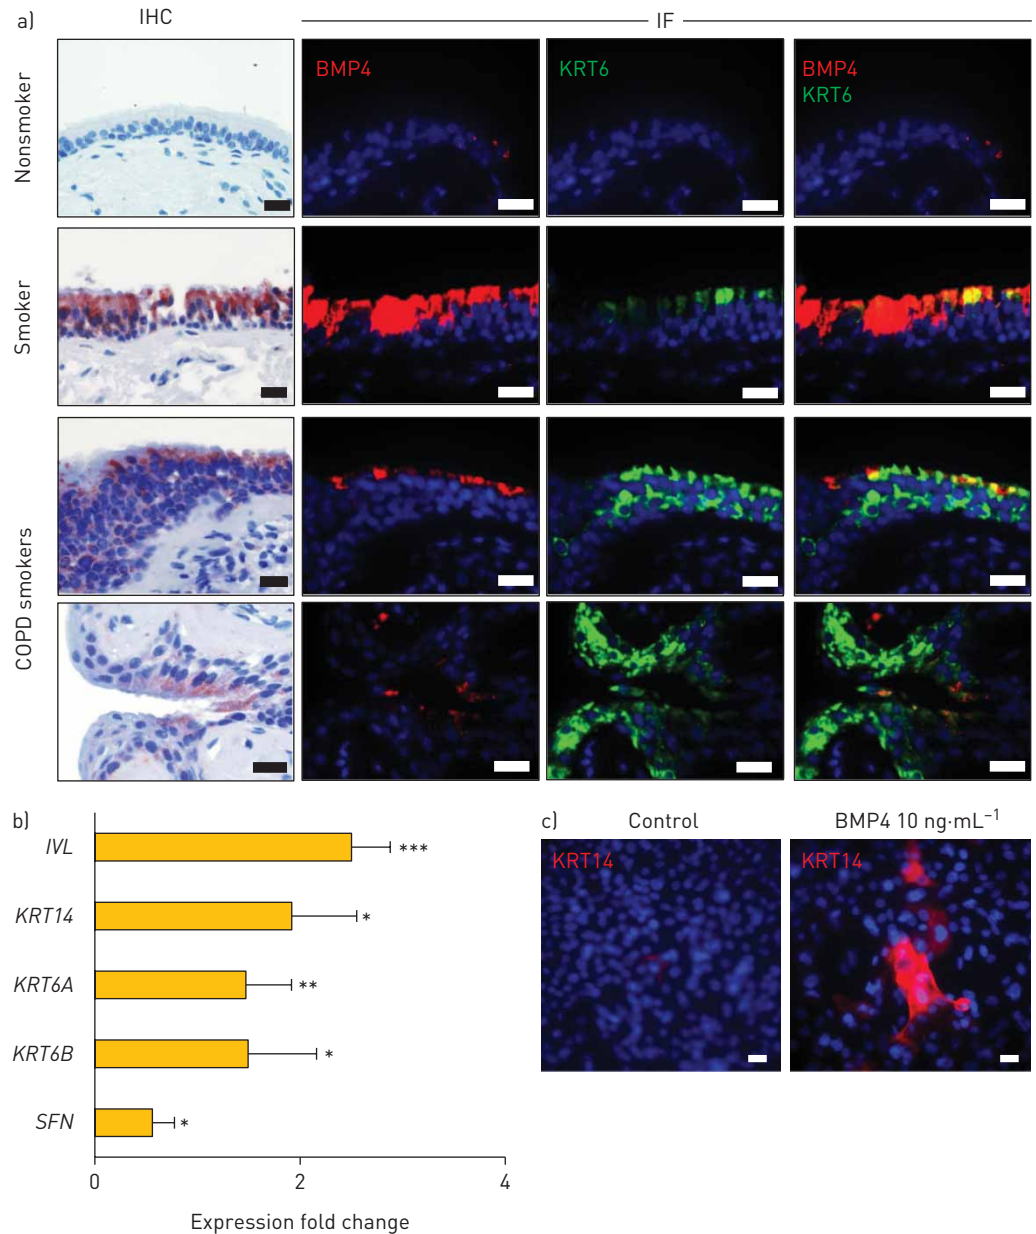 a)
IHC
IF
Nonsmoker
BMP4
KRT6
BMP4
KRT6
Smoker
COPD smokers
b)
IVL
***
KRT14
*
KRT6A
**
KRT6B
*
SFN
*
0
2
4
Expression fold change
c)
Control
BMP4 10 ng·mL⁻¹
KRT14
KRT14